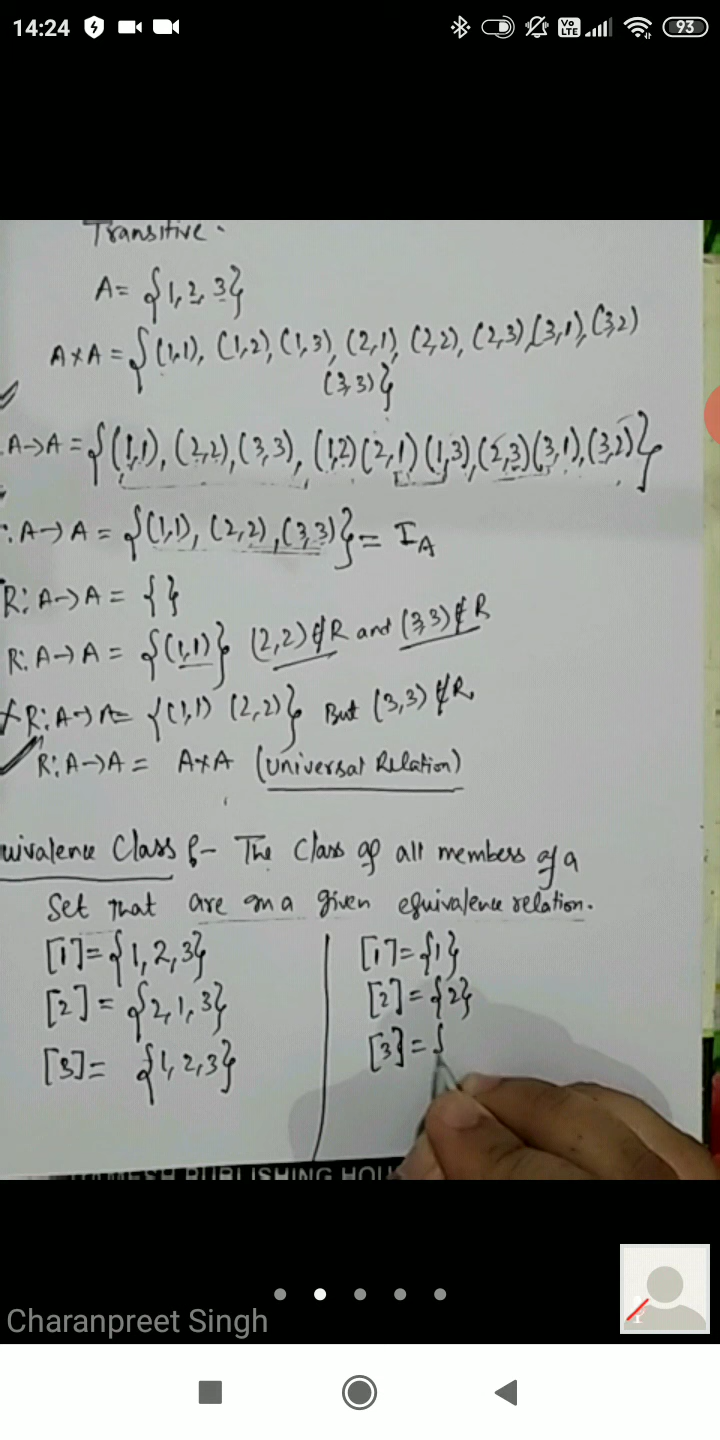 14:24 Vo LTE 93
Transitive.
A = {1, 2, 3}
A×A = {(1,1), (1,2), (1,3), (2,1), (2,2), (2,3), (3,1), (3,2)
(3,3)}
A→A = {(1,1), (2,2), (3,3), (1,2) (2,1) (1,3), (2,3) (3,1), (3,2)}
: A→A = {(1,1), (2,2), (3,3)} = I_A
R: A→A = { }
R: A→A = {(1,1)} (2,2)∉R and (3,3)∉R
R: A→A = {(1,1) (2,2)} But (3,3)∉R.
R: A→A = A×A (Universal Relation)
uivalence Class :- The Class of all members of a
Set that are in a given equivalence relation.
[1] = {1, 2, 3}
[2] = {2, 1, 3}
[3] = {1, 2, 3}
[1] = {1}
[2] = {2}
[3] = {
PUBLISHING HOU
Charanpreet Singh